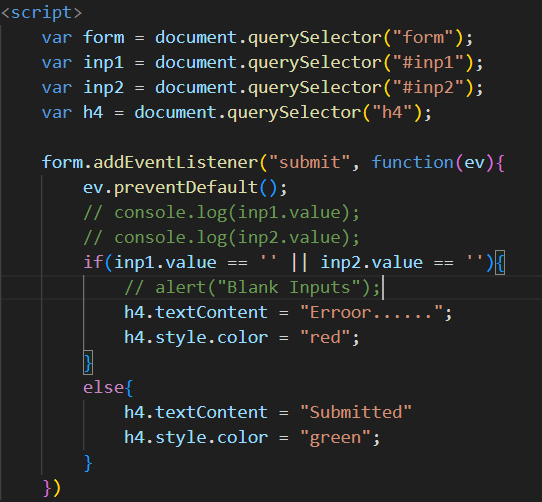 <script>
var form = document.querySelector("form");
var inp1 = document.querySelector("#inp1");
var inp2 = document.querySelector("#inp2");
var h4 = document.querySelector("h4");
form.addEventListener("submit", function(ev){
ev.preventDefault();
// console.log(inp1.value);
// console.log(inp2.value);
if(inp1.value == '' || inp2.value == ''){
// alert("Blank Inputs");
h4.textContent = "Erroor......";
h4.style.color = "red";
}
else{
h4.textContent = "Submitted"
h4.style.color = "green";
}
})